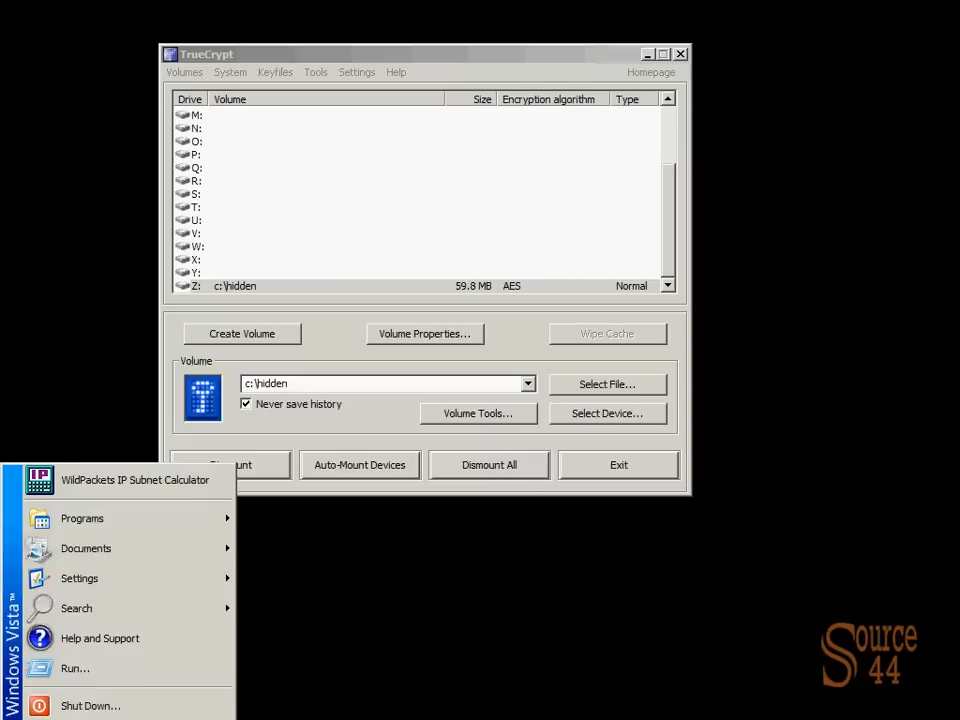 TrueCrypt
Volumes System Keyfiles Tools Settings Help Homepage
Drive Volume Size Encryption algorithm Type
M:
N:
O:
P:
Q:
R:
S:
T:
U:
V:
W:
X:
Y:
Z: c:\hidden 59.8 MB AES Normal
Create Volume Volume Properties... Wipe Cache
Volume
c:\hidden Select File...
Never save history
Volume Tools... Select Device...
Auto-Mount Devices Dismount All Exit
IP WildPackets IP Subnet Calculator
Programs
Documents
Settings
Search
Help and Support
Run...
Shut Down...
Windows Vista™
Source
44